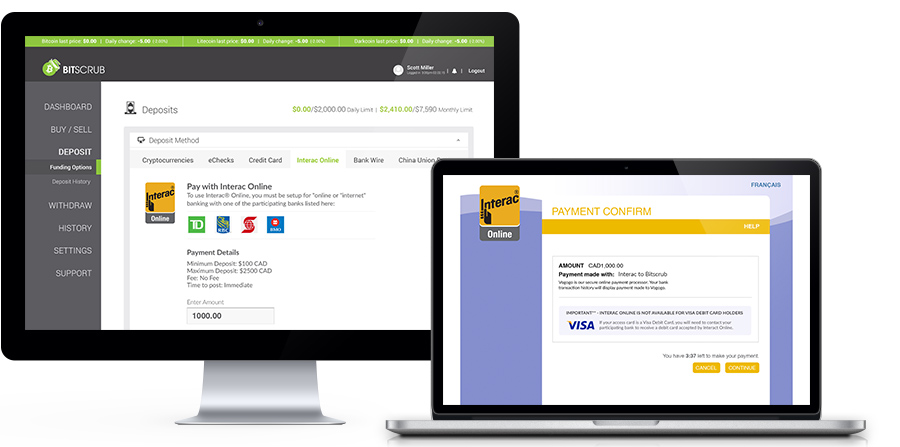 Bitcoin last price: $0.00 | Daily change: -5.00 (-3.99%)
Litecoin last price: $0.00 | Daily change: -5.00 (-3.99%)
Darkcoin last price: $0.00 | Daily change: -5.00 (-3.99%)
BITSCRUB
Scott Miller
Logout
DASHBOARD
BUY / SELL
DEPOSIT
Funding Options
Deposit History
WITHDRAW
HISTORY
SETTINGS
SUPPORT
Deposits
$0.00/$2,000.00 Daily Limit | $2,410.00/$7,590 Monthly Limit
Deposit Method
Cryptocurrencies eChecks Credit Card Interac Online Bank Wire China Union
Interac
Online
Pay with Interac Online
To use Interac® Online, you must be setup for "online or "internet"
banking with one of the participating banks listed here:
TD RBC BMO
Payment Details
Minimum Deposit: $100 CAD
Maximum Deposit: $2500 CAD
Fee: No Fee
Time to post: Immediate
Enter Amount
1000.00
FRANÇAIS
Interac®
Online
PAYMENT CONFIRM
HELP
AMOUNT CAD1,000.00
Payment made with: Interac to Bitscrub
Vogogo is our secure online payment processor. Your bank
transaction history will display payment made to Vogogo.
IMPORTANT** - INTERAC ONLINE IS NOT AVAILABLE FOR VISA DEBIT CARD HOLDERS
VISA
If your access card is a Visa Debit Card, you will need to contact your
participating bank to receive a debit card accepted by Interac Online.
You have 3:37 left to make your payment.
CANCEL CONTINUE